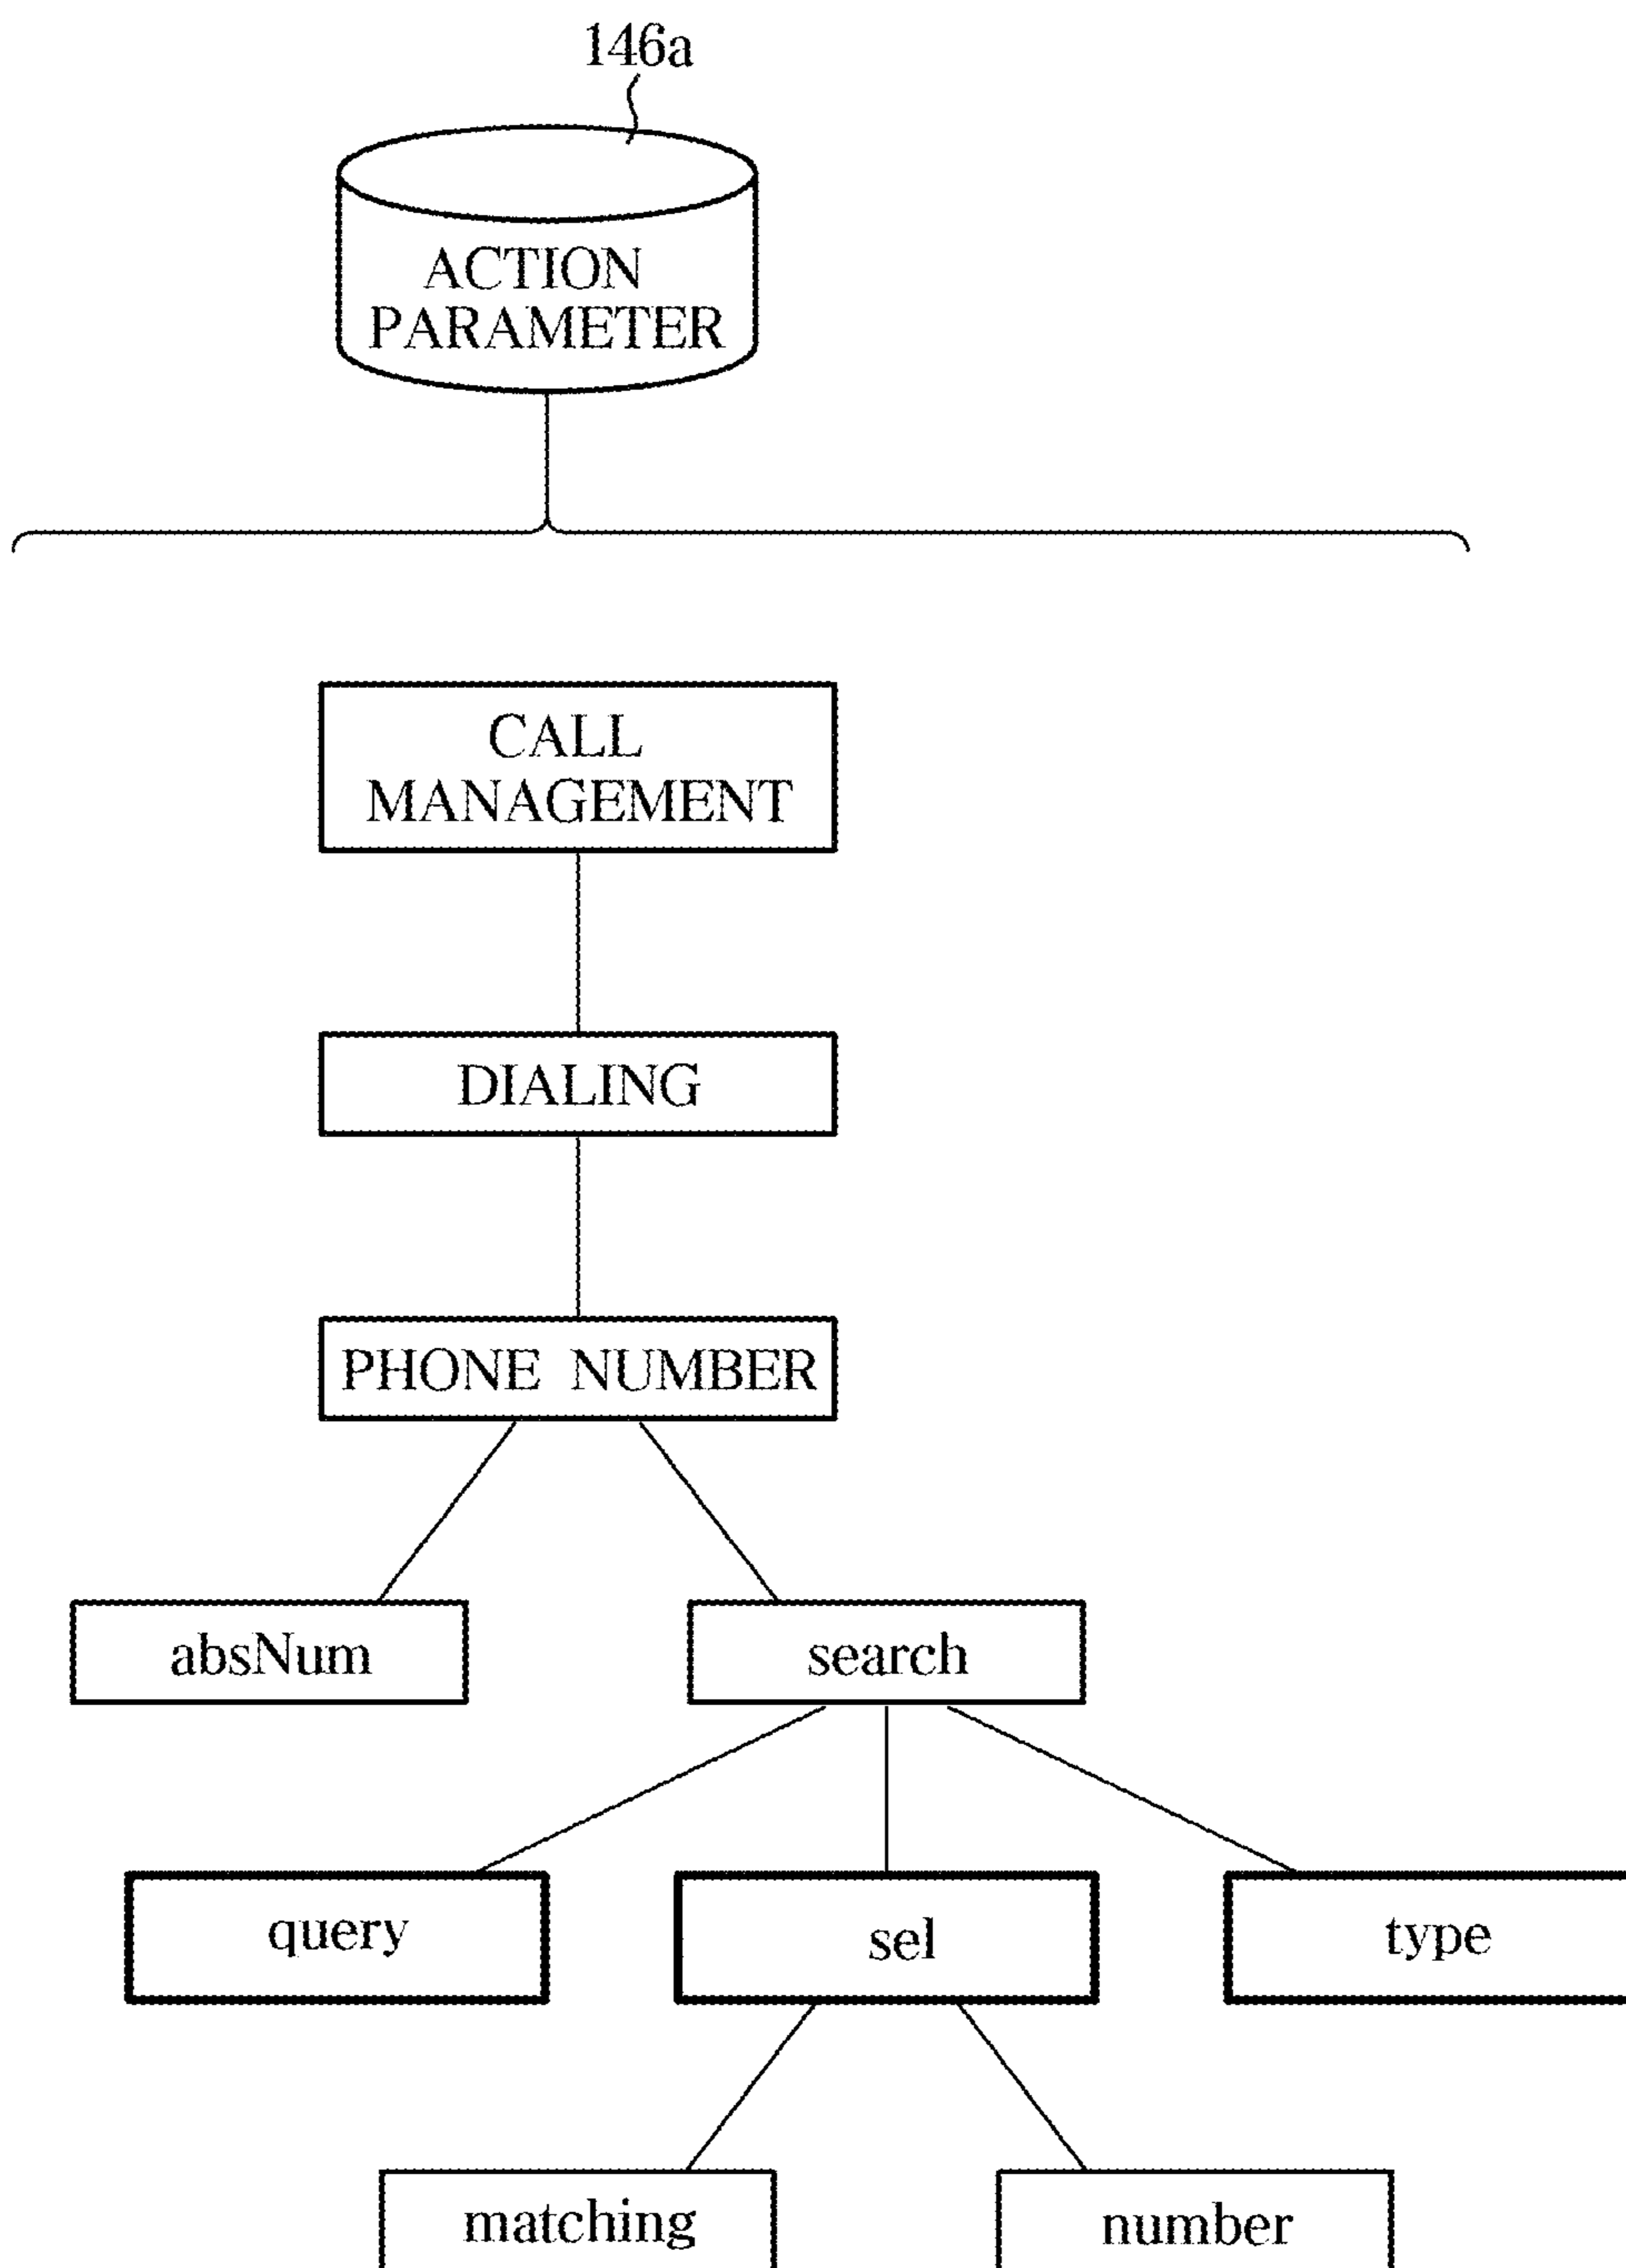 146a
ACTION
PARAMETER
CALL
MANAGEMENT
DIALING
PHONE NUMBER
absNum
search
query
sel
type
matching
number